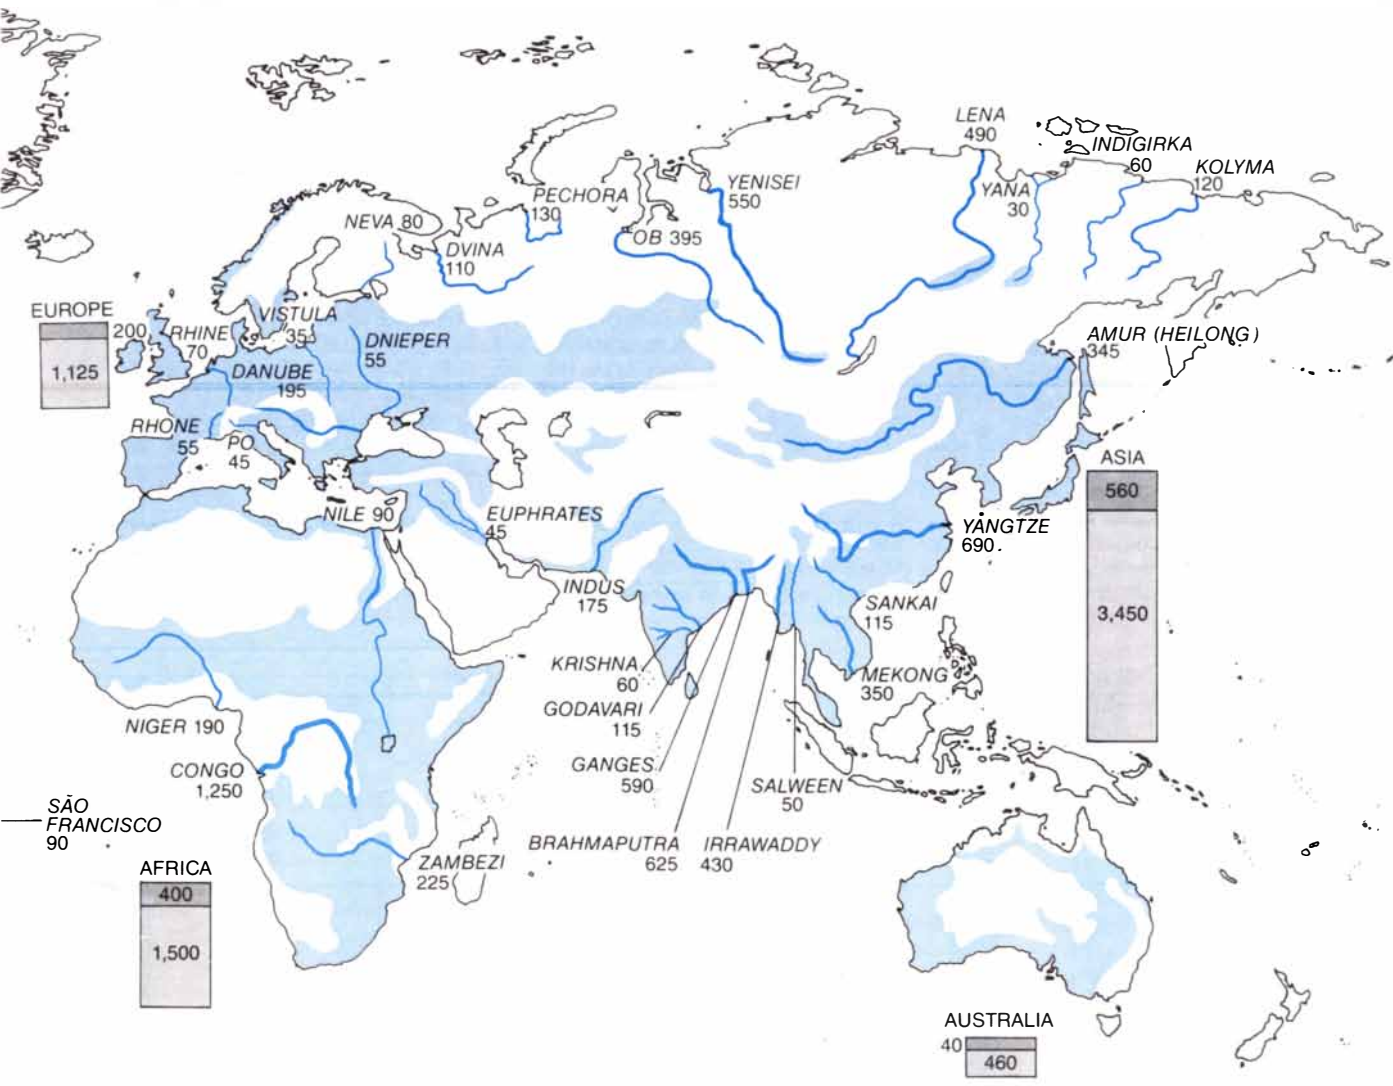 LENA
490
INDIGIRKA
60
KOLYMA
120
YENISEI
550
YANA
30
PECHORA
130
NEVA 80
OB 395
DVINA
110
EUROPE
200
1,125
VISTULA
35
RHINE
70
DNIEPER
55
AMUR (HEILONG)
345
DANUBE
195
RHONE
55
PO
45
ASIA
560
3,450
NILE 90
EUPHRATES
45
YANGTZE
690
INDUS
175
SANKAI
115
KRISHNA
60
MEKONG
350
GODAVARI
115
NIGER 190
GANGES
590
CONGO
1,250
SALWEEN
50
SÃO
FRANCISCO
90
BRAHMAPUTRA
625
IRRAWADDY
430
ZAMBEZI
225
AFRICA
400
1,500
AUSTRALIA
40
460